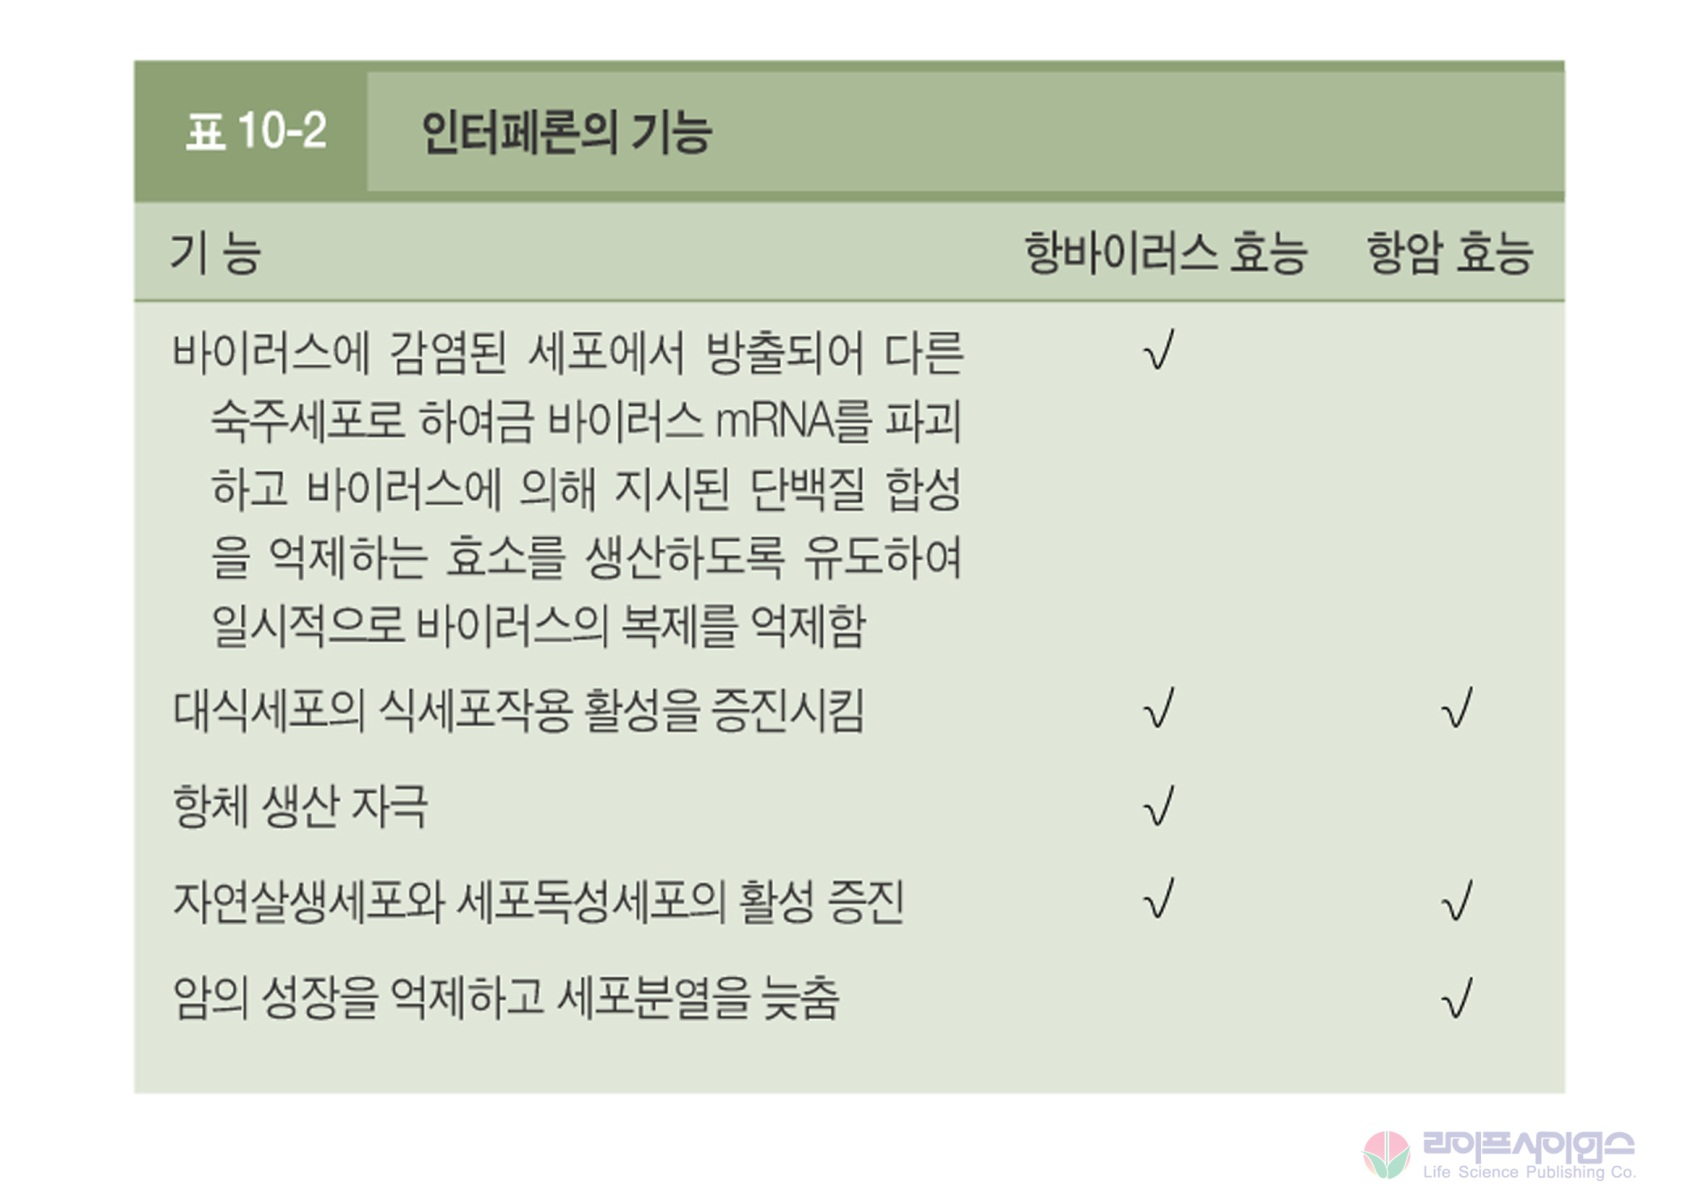 표 10-2 인터페론의 기능
기 능 항바이러스 효능 항암 효능
바이러스에 감염된 세포에서 방출되어 다른 √
숙주세포로 하여금 바이러스 mRNA를 파괴
하고 바이러스에 의해 지시된 단백질 합성
을 억제하는 효소를 생산하도록 유도하여
일시적으로 바이러스의 복제를 억제함
대식세포의 식세포작용 활성을 증진시킴 √ √
항체 생산 자극 √
자연살생세포와 세포독성세포의 활성 증진 √ √
암의 성장을 억제하고 세포분열을 늦춤 √
라이프사이언스
Life Science Publishing Co.